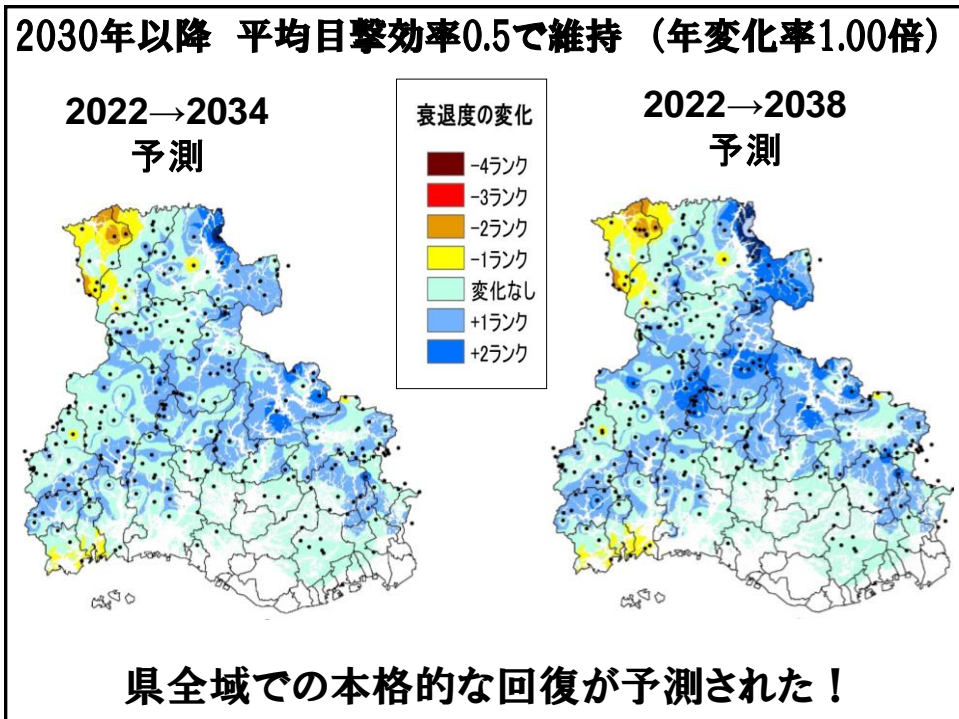 2030年以降 平均目撃効率0.5で維持 (年変化率1.00倍)
2022→2034
予測
衰退度の変化
-4ランク
-3ランク
-2ランク
-1ランク
変化なし
+1ランク
+2ランク
2022→2038
予測
県全域での本格的な回復が予測された！